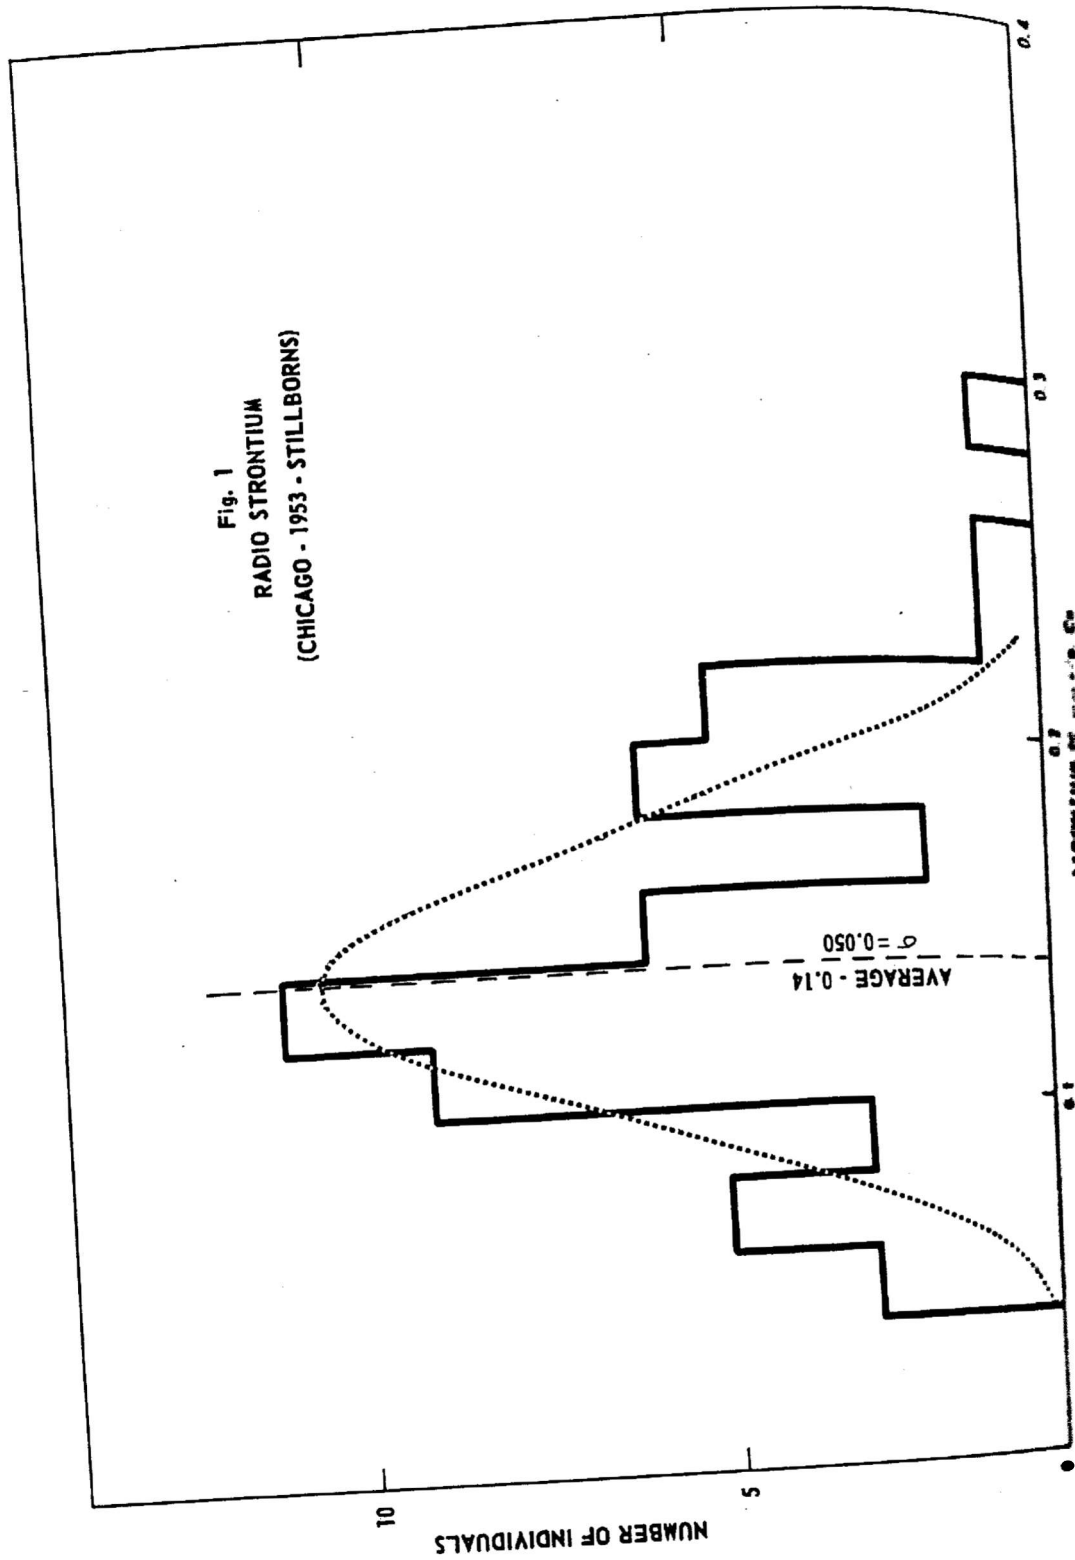 Fig. 1
RADIO STRONTIUM
(CHICAGO - 1953 - STILLBORNS)
NUMBER OF INDIVIDUALS
10
5
AVERAGE - 0.14
σ = 0.050
0
0.1
0.2
0.3
0.4